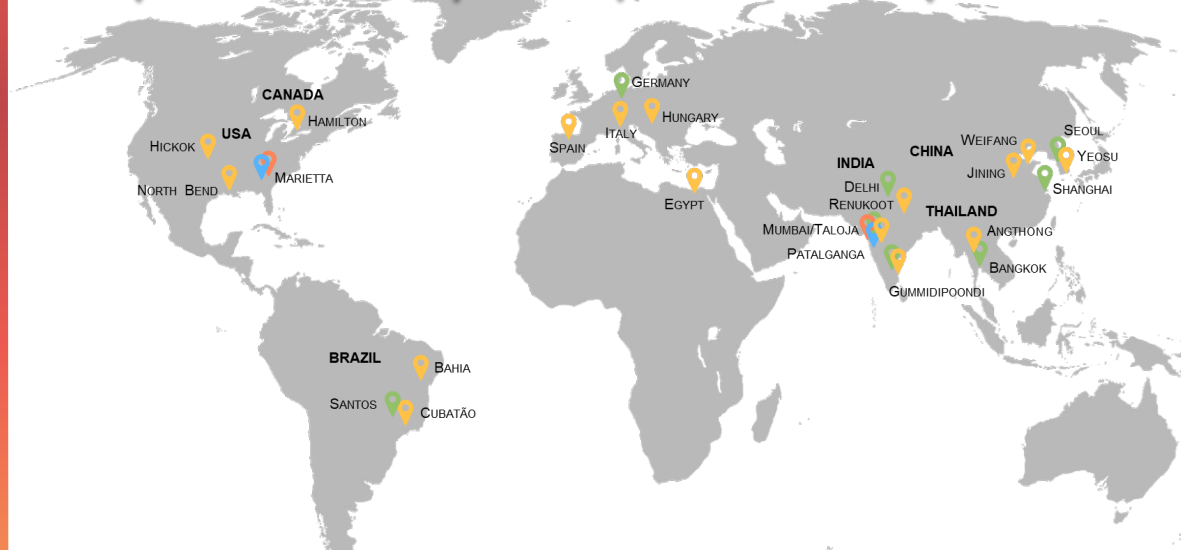 CANADA
HAMILTON
USA
HICKOK
MARIETTA
NORTH BEND
BRAZIL
BAHIA
SANTOS
CUBATÃO
GERMANY
HUNGARY
ITALY
SPAIN
EGYPT
INDIA
DELHI
RENUKOOT
MUMBAI/TALOJA
PATALGANGA
GUMMIDIPOONDI
CHINA
WEIFANG
JINING
SEOUL
YEOSU
SHANGHAI
THAILAND
ANGTHONG
BANGKOK